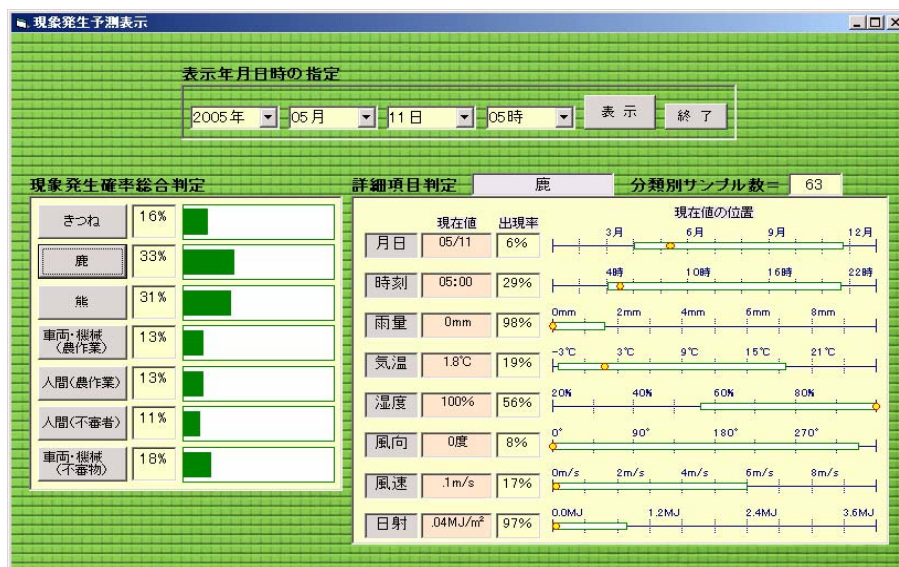 現象発生予測表示
表示年月日時の指定
2005年 05月 11日 05時 表示 終了
現象発生確率総合判定
きつね 16%
鹿 33%
熊 31%
車両・機械(農作業) 13%
人間(農作業) 13%
人間(不審者) 11%
車両・機械(不審物) 18%
詳細項目判定 鹿 分類別サンプル数= 63
現在値 出現率 現在値の位置
月日 05/11 6% 3月 6月 9月 12月
時刻 05:00 29% 4時 10時 16時 22時
雨量 0mm 98% 0mm 2mm 4mm 6mm 8mm
気温 1.8℃ 19% -3℃ 3℃ 9℃ 15℃ 21℃
湿度 100% 56% 20% 40% 60% 80%
風向 0度 8% 0° 90° 180° 270°
風速 .1m/s 17% 0m/s 2m/s 4m/s 6m/s 8m/s
日射 .04MJ/m² 97% 0.0MJ 1.2MJ 2.4MJ 3.6MJ